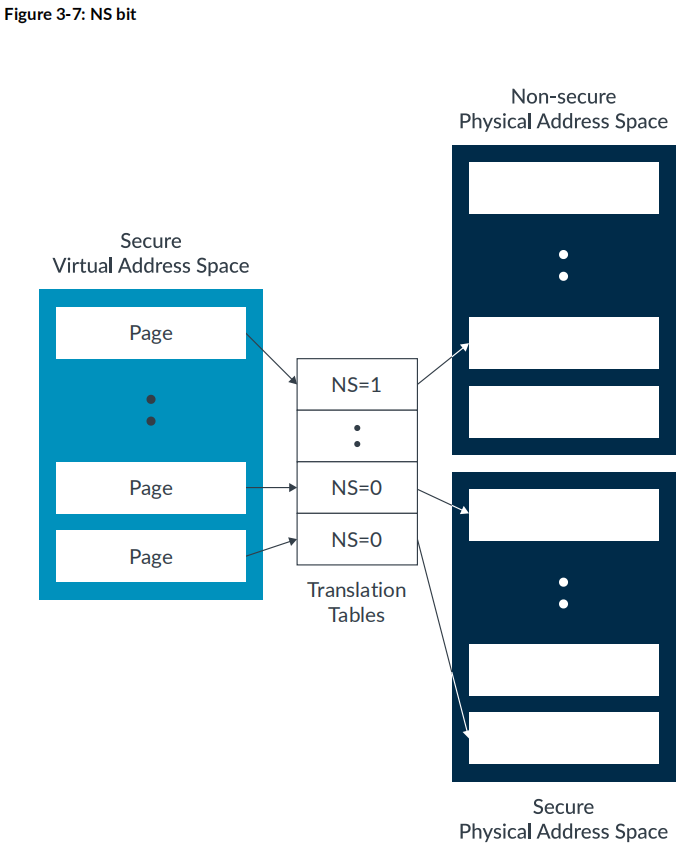 Figure 3-7: NS bit
Non-secure
Physical Address Space
Secure
Virtual Address Space
Page
NS=1
Page
NS=0
Page
NS=0
Translation
Tables
Secure
Physical Address Space